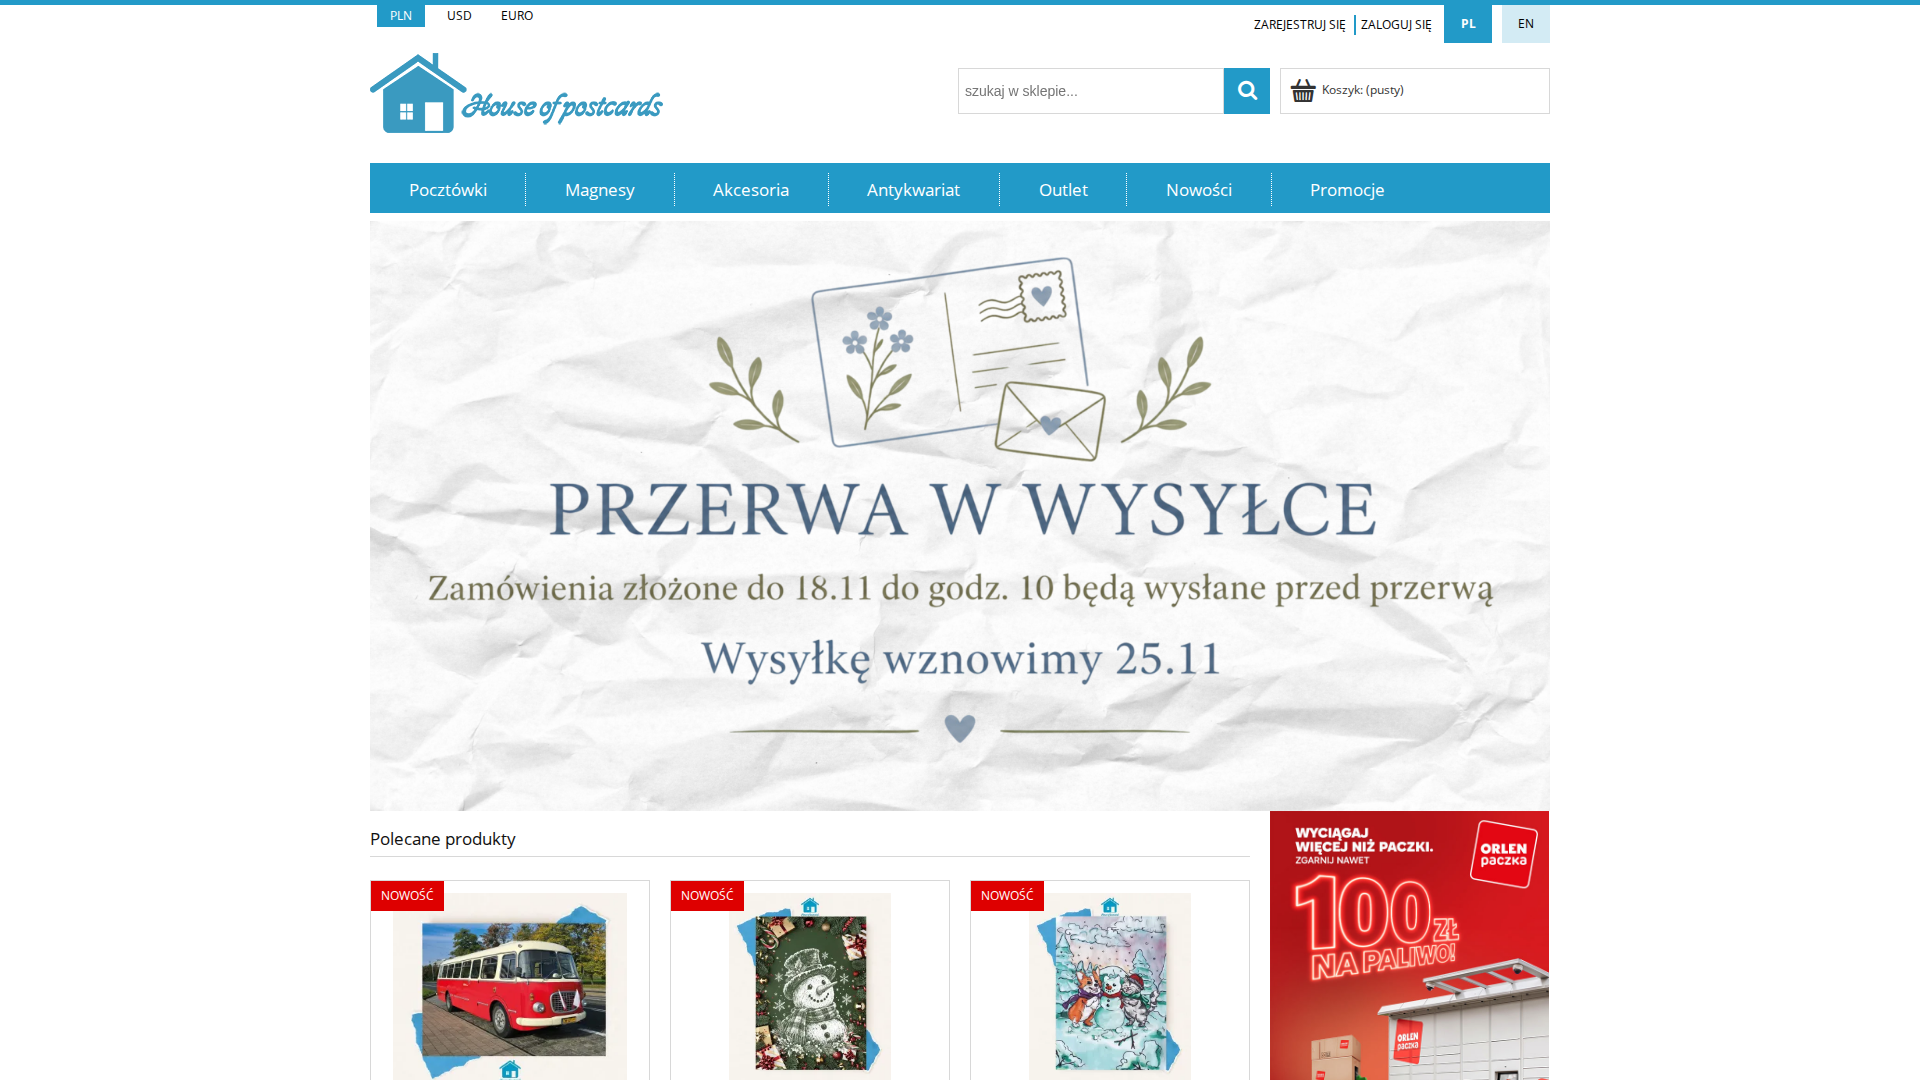 PLN USD EURO
ZAREJESTRUJ SIĘ ZALOGUJ SIĘ PL EN
House of postcards
szukaj w sklepie...
Koszyk: (pusty)
Pocztówki Magnesy Akcesoria Antykwariat Outlet Nowości Promocje
PRZERWA W WYSYŁCE
Zamówienia złożone do 18.11 do godz. 10 będą wysłane przed przerwą
Wysyłkę wznowimy 25.11
Polecane produkty
NOWOŚĆ NOWOŚĆ NOWOŚĆ
WYCIĄGAJ
WIĘCEJ NIŻ PACZKI.
ZGARNIJ NAWET
100 ZŁ
NA PALIWO!
ORLEN
paczka
ORLEN
paczka